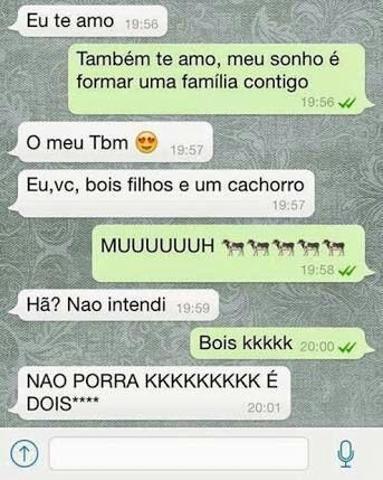 Eu te amo 19:56
Também te amo, meu sonho é
formar uma família contigo
19:56
O meu Tbm 😍 19:57
Eu,vc, bois filhos e um cachorro
19:57
MUUUUUUH 🐄🐄🐄🐄🐄
19:58
Hã? Nao intendi 19:59
Bois kkkkk 20:00
NAO PORRA KKKKKKKKK É
DOIS**** 20:01